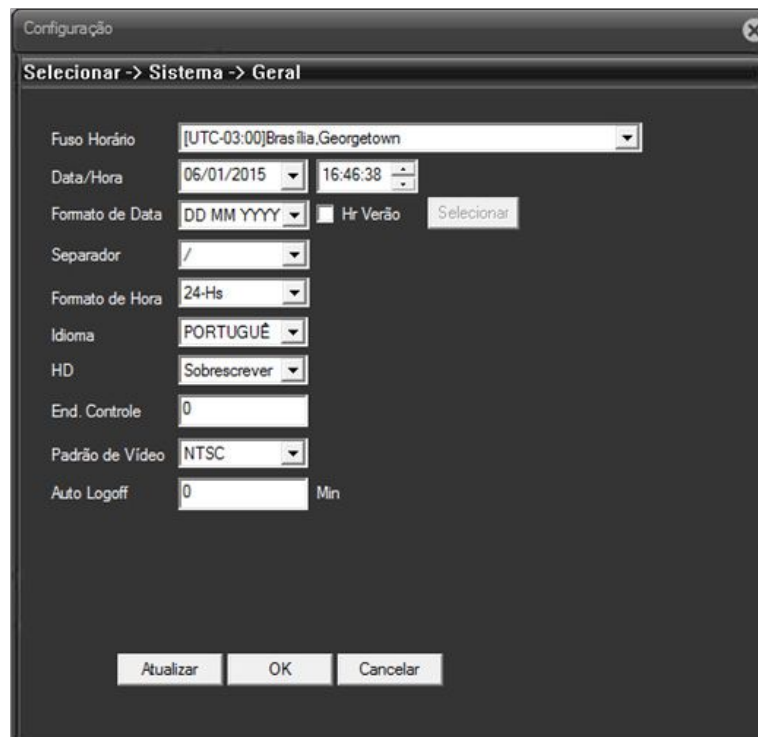 Configuração
Selecionar -> Sistema -> Geral
Fuso Horário [UTC-03:00]Brasília,Georgetown
Data/Hora 06/01/2015 16:46:38
Formato de Data DD MM YYYY Hr Verão Selecionar
Separador /
Formato de Hora 24-Hs
Idioma PORTUGUÊ
HD Sobrescrever
End. Controle 0
Padrão de Vídeo NTSC
Auto Logoff 0 Min
Atualizar OK Cancelar